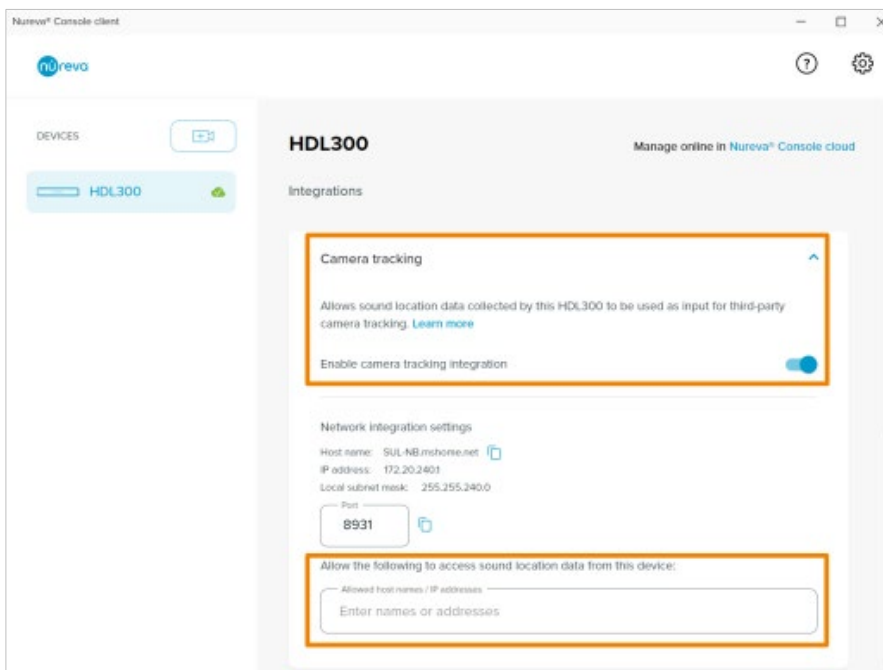 Nureva® Console client
nureva
DEVICES
HDL300
HDL300
Manage online in Nureva® Console cloud
Integrations
Camera tracking
Allows sound location data collected by this HDL300 to be used as input for third-party
camera tracking. Learn more
Enable camera tracking integration
Network integration settings
Host name: SUL-NB.mshome.net
IP address: 172.20.240.1
Local subnet mask: 255.255.240.0
Port
8931
Allow the following to access sound location data from this device:
Allowed host names / IP addresses
Enter names or addresses